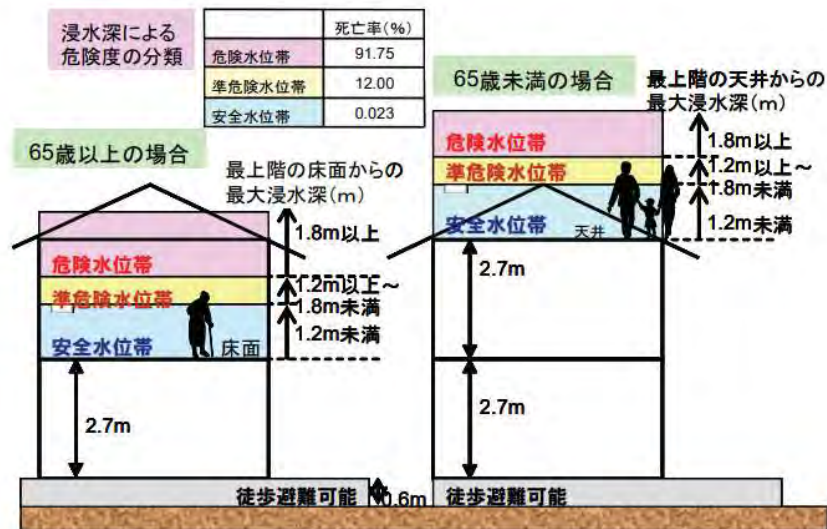 浸水深による
危険度の分類
死亡率(%)
危険水位帯 91.75
準危険水位帯 12.00
安全水位帯 0.023
65歳以上の場合
最上階の床面からの
最大浸水深(m)
1.8m以上
危険水位帯
1.2m以上~
準危険水位帯
1.8m未満
安全水位帯
床面
1.2m未満
2.7m
徒歩避難可能
0.6m
65歳未満の場合
最上階の天井からの
最大浸水深(m)
危険水位帯
1.8m以上
準危険水位帯
1.2m以上~
1.8m未満
安全水位帯
天井
1.2m未満
2.7m
2.7m
徒歩避難可能